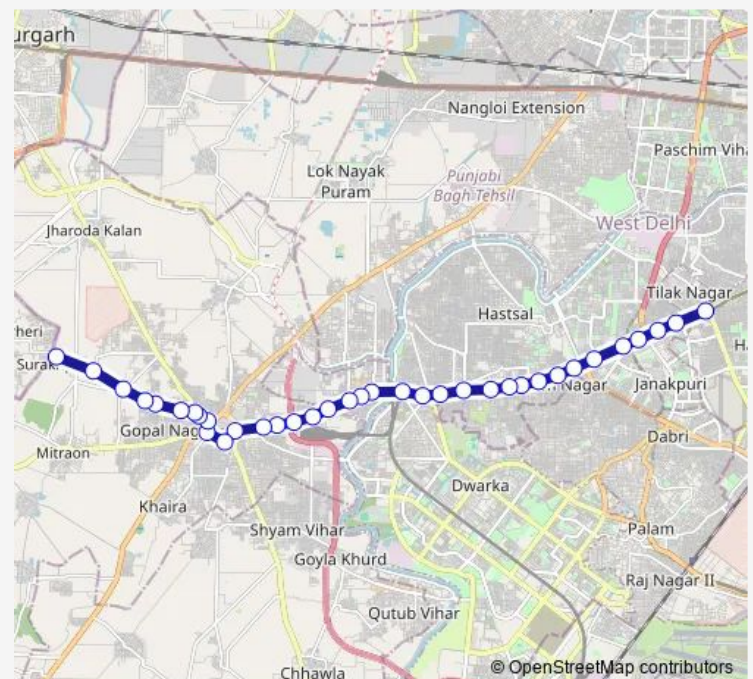 urgarh
Nangloi Extension
Paschim Viha
Lok Nayak
Puram
Punjabi
Bagh Tehsil
West Delhi
Jharoda Kalan
Tilak Nagar
Hastsal
heri
Surak
H
Nagar
Janakpuri
Gopal Nag
Dabri
Mitraon
Dwarka
Khaira
Shyam Vihar
Palam
Goyla Khurd
Raj Nagar II
Qutub Vihar
Chhawla
© OpenStreetMap contributors